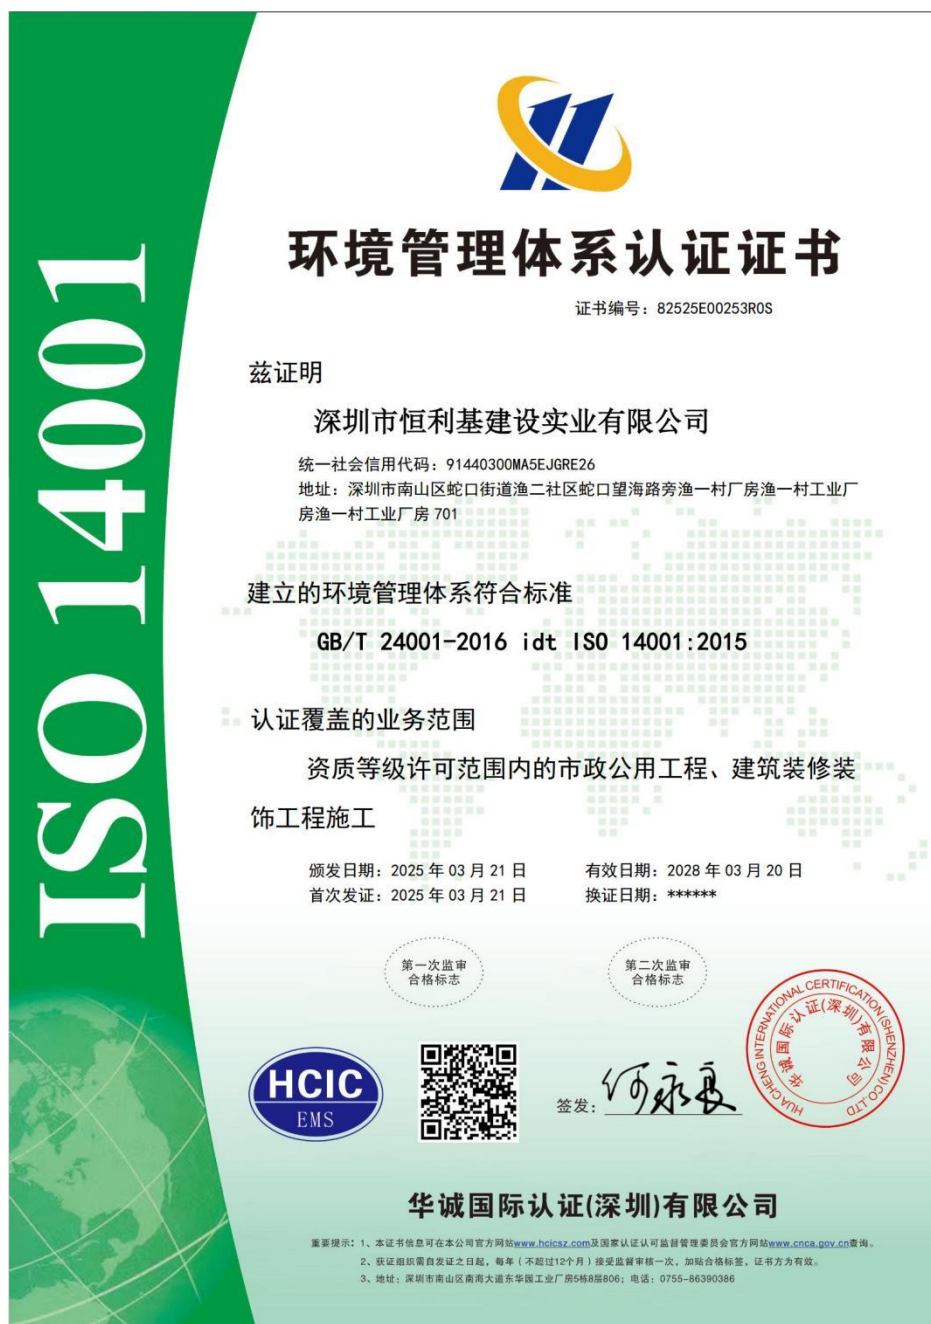 ISO 14001
环境管理体系认证证书
证书编号：82525E00253R0S
兹证明
深圳市恒利基建设实业有限公司
统一社会信用代码：91440300MA5EJGRE26
地址：深圳市南山区蛇口街道渔二社区蛇口望海路旁渔一村厂房渔一村工业厂
房渔一村工业厂房 701
建立的环境管理体系符合标准
GB/T 24001-2016 idt ISO 14001:2015
认证覆盖的业务范围
资质等级许可范围内的市政公用工程、建筑装修装
饰工程施工
颁发日期：2025 年 03 月 21 日
有效日期：2028 年 03 月 20 日
首次发证：2025 年 03 月 21 日
换证日期：******
第一次监审
合格标志
第二次监审
合格标志
HCIC
EMS
签发：何永良
HUA CHENG INTERNATIONAL CERTIFICATION (SHENZHEN) CO.,LTD
华诚国际认证(深圳)有限公司
华诚国际认证(深圳)有限公司
重要提示：1、本证书信息可在本公司官方网站www.hcicsz.com及国家认证认可监督管理委员会官方网站www.cnca.gov.cn查询。
2、获证组织需自发证之日起，每年（不超过12个月）接受监督审核一次，加贴合格标签，证书方为有效。
3、地址：深圳市南山区南海大道东华园工业厂房5栋8层806；电话：0755-86390386